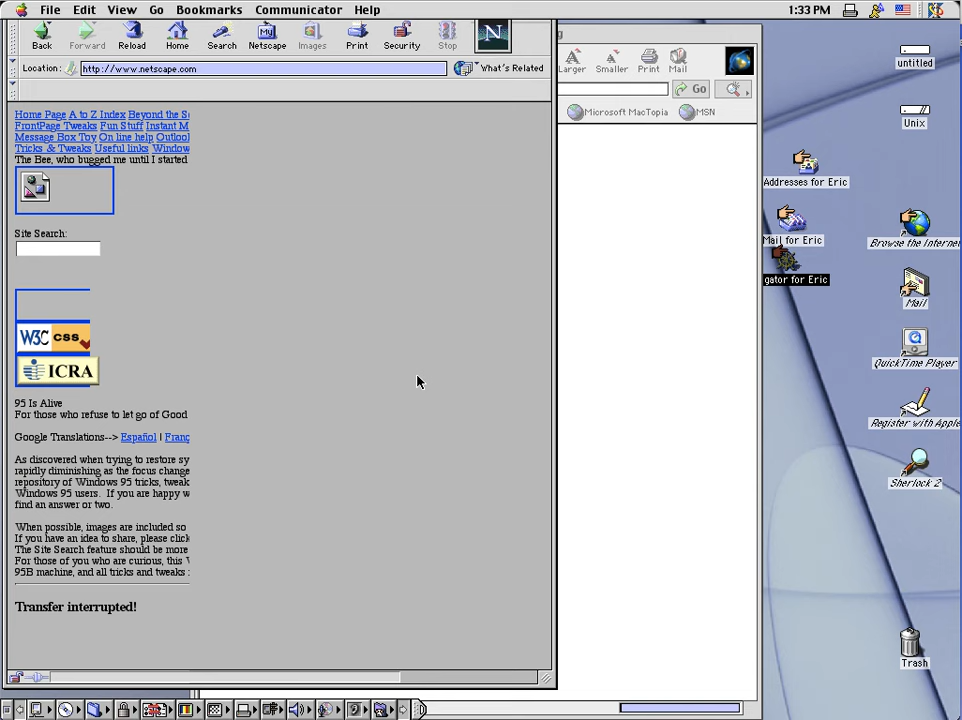 File Edit View Go Bookmarks Communicator Help
1:33 PM
Back Forward Reload Home Search Netscape Images Print Security Stop
My
N
Location: http://www.netscape.com What's Related
Home Page A to Z Index Beyond the
FrontPage Tweaks Fun Stuff Instant
Message Box Toy On line help
Tricks & Tweaks Useful links
The Bee, who bugged me until I started
Site Search:
W3C css
ICRA
95 Is Alive
For those who refuse to let go of Good
Google Translations--> Español |
As discovered when trying to restore
rapidly diminishing as the focus change
repository of Windows 95 tricks,
Windows 95 users. If you are happy
find an answer or two.
When possible, images are included so
If you have an idea to share, please
The Site Search feature should be more
For those of you who are curious, this
95B machine, and all tricks and tweaks
Transfer interrupted!
Larger Smaller Print Mail
Go
Microsoft MacTopia MSN
untitled
Unix
Addresses for Eric
Mail for Eric
gator for Eric
Browse the Interne
Mail
QuickTime Player
Register with Apple
Sherlock 2
Trash